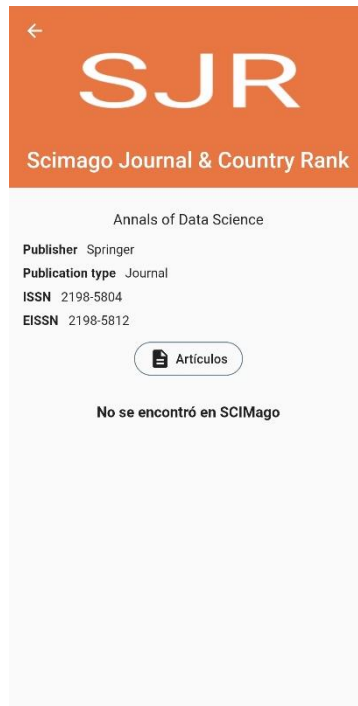 SJR
Scimago Journal & Country Rank
Annals of Data Science
Publisher Springer
Publication type Journal
ISSN 2198-5804
EISSN 2198-5812
Artículos
No se encontró en SCIMago